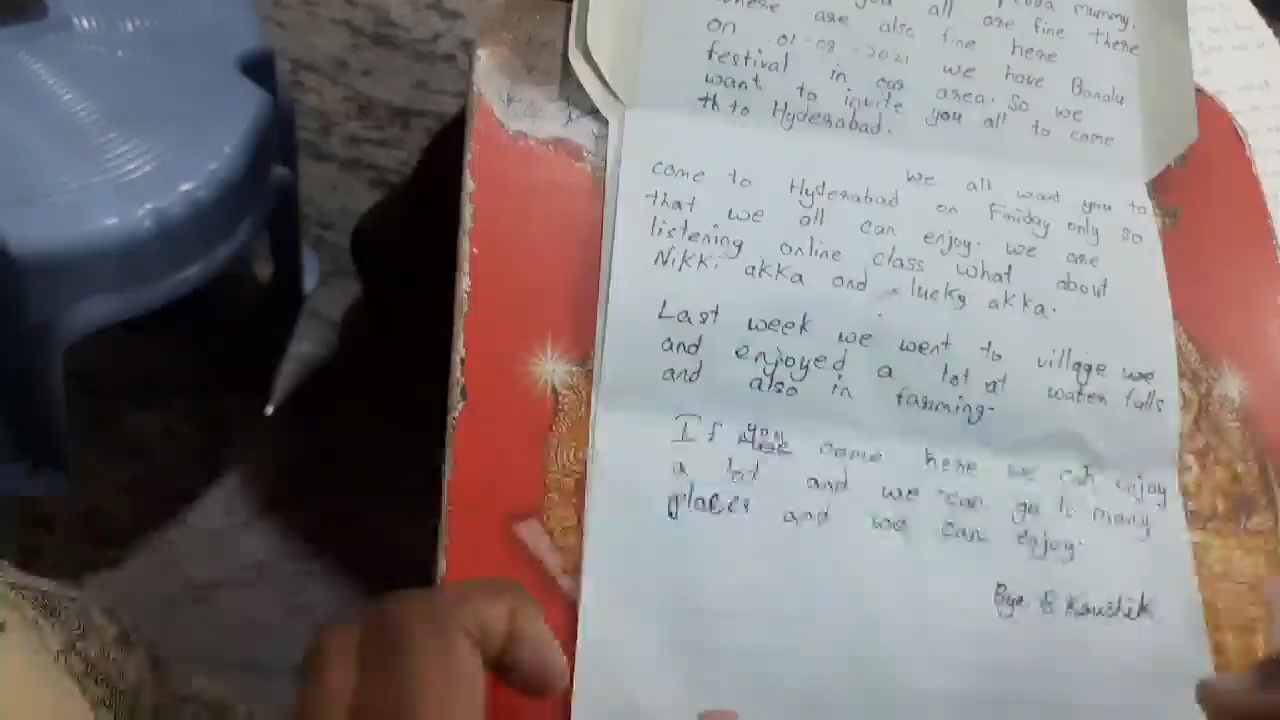 you all are fine there mummy.
are also fine here
on 01-08-2021 we have Bonalu
festival in our area. So we
want to invite you all to come
th to Hyderabad.
we all want you to
come to Hyderabad on Friday only so
that we all can enjoy. we are
listening online class what about
Nikki akka and lucky akka.
Last week we went to village we
and enjoyed a lot at water falls
and also in farming.
If you come here we can enjoy
a lot and we can go to many
places and we can enjoy.
Bye Koushik